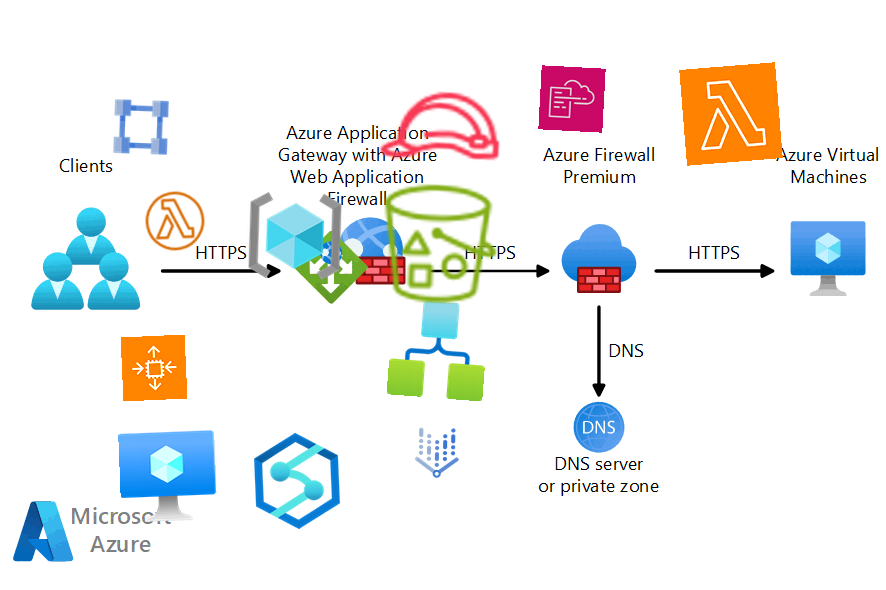 Clients
Azure Application
Gateway with Azure
Web Application
Firewall
Azure Firewall
Premium
Azure Virtual
Machines
HTTPS
HTTPS
HTTPS
DNS
DNS
DNS server
or private zone
Microsoft
Azure